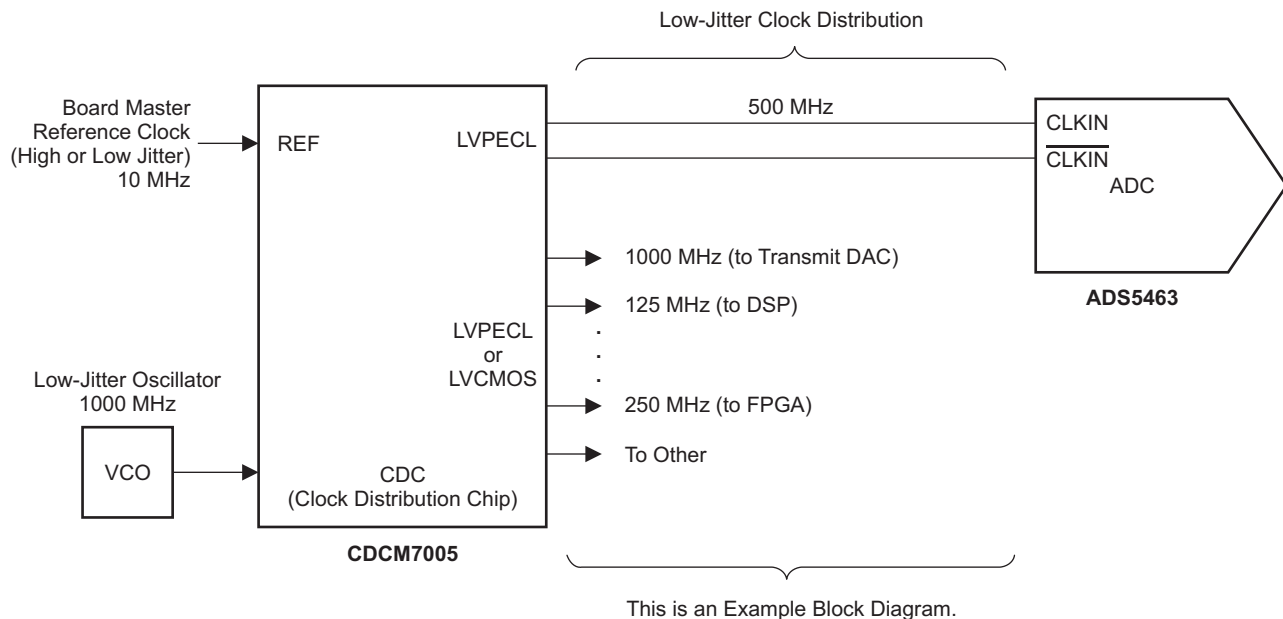 Low-Jitter Clock Distribution
Board Master
Reference Clock
(High or Low Jitter)
10 MHz
REF
LVPECL
500 MHz
CLKIN
CLKIN
ADC
ADS5463
1000 MHz (to Transmit DAC)
125 MHz (to DSP)
LVPECL
or
LVCMOS
.
.
.
.
250 MHz (to FPGA)
To Other
Low-Jitter Oscillator
1000 MHz
VCO
CDC
(Clock Distribution Chip)
CDCM7005
This is an Example Block Diagram.